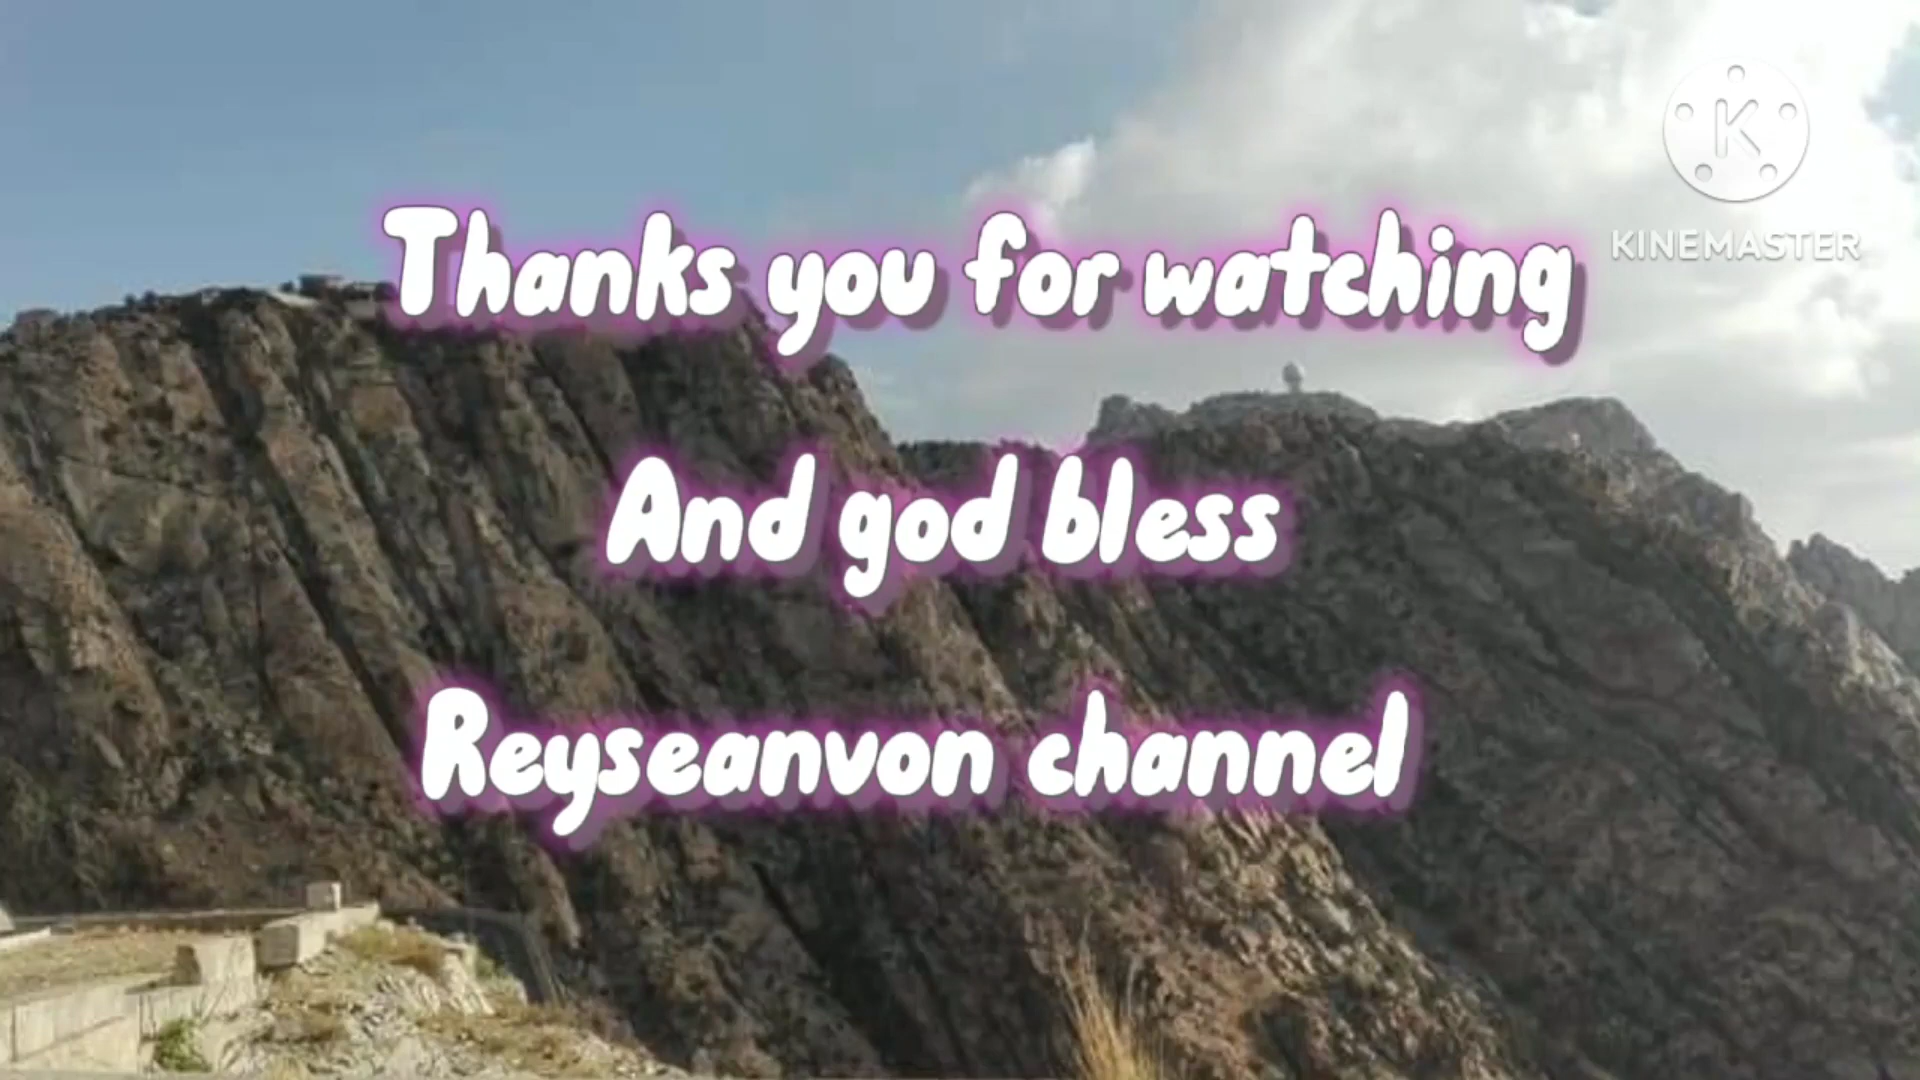 K
KINEMASTER
Thanks you for watching
And god bless
Reyseanvon channel